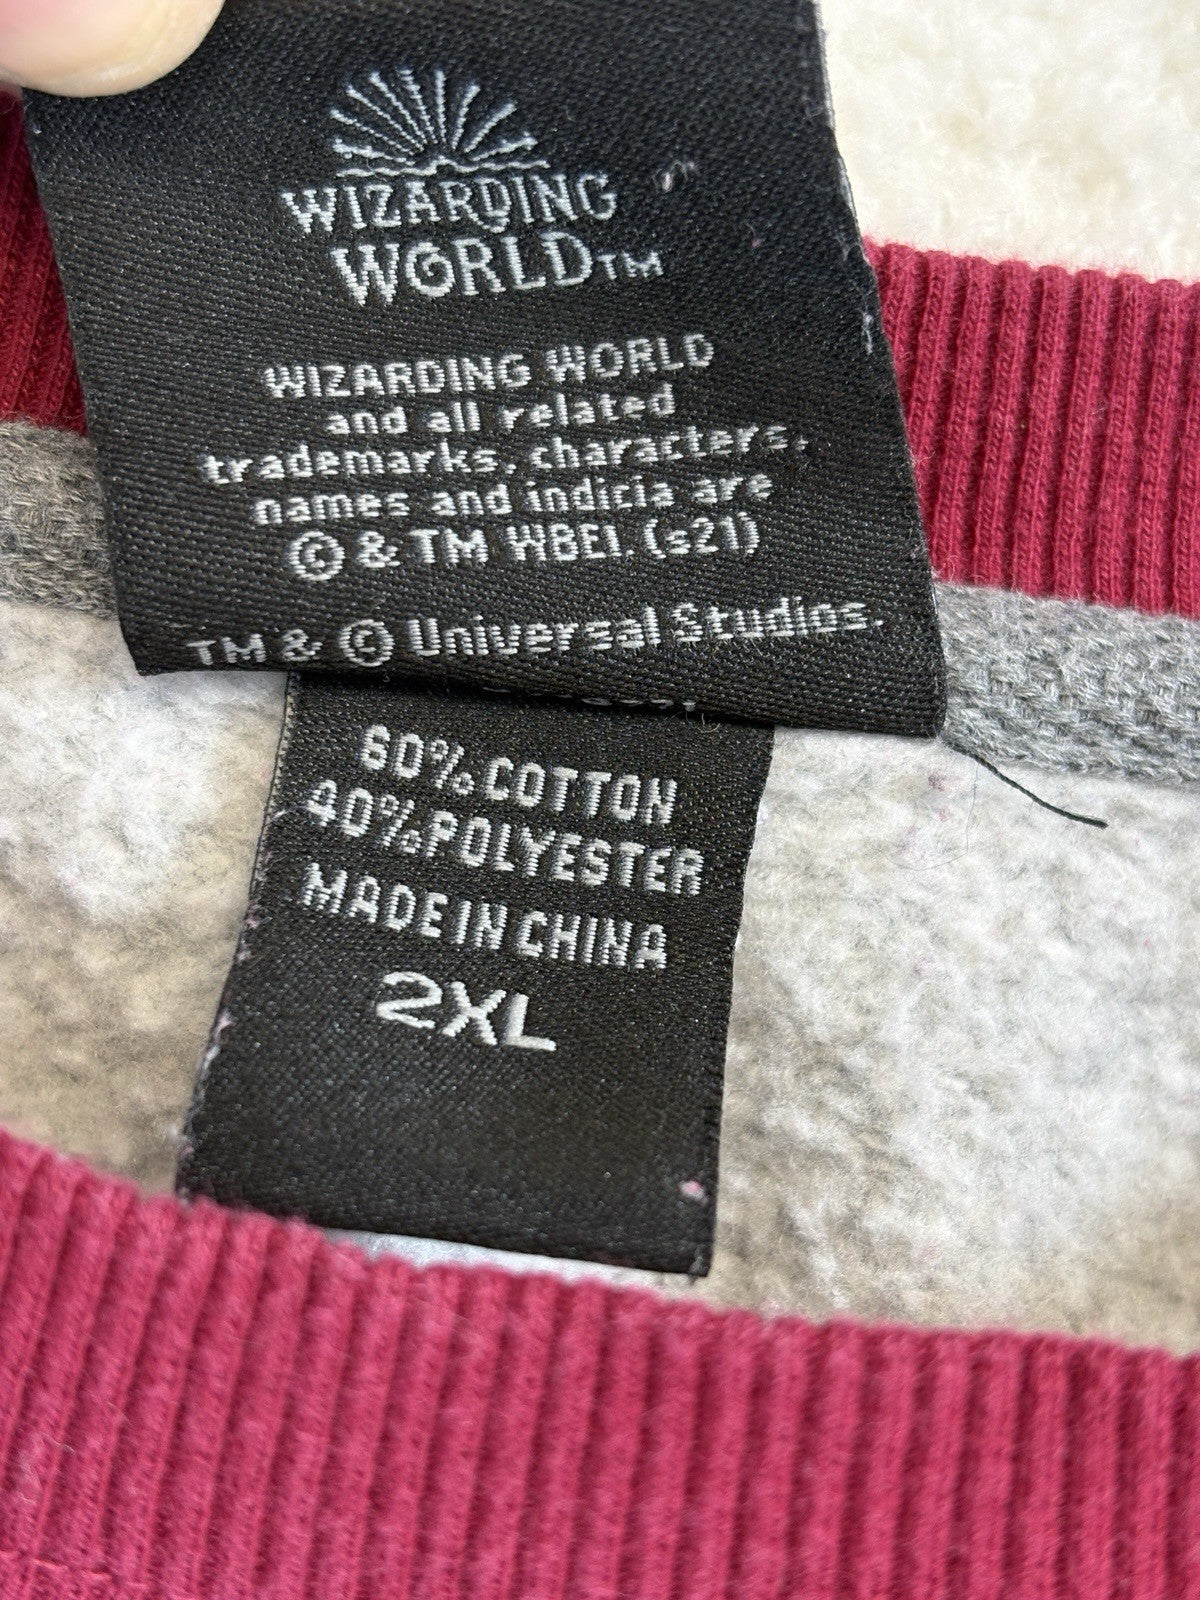 WIZARDING
WORLD™
WIZARDING WORLD
and all related
trademarks, characters,
names and indicia are
© & TM WBEI. (s21)
TM & © Universal Studios.
60% COTTON
40% POLYESTER
MADE IN CHINA
2XL